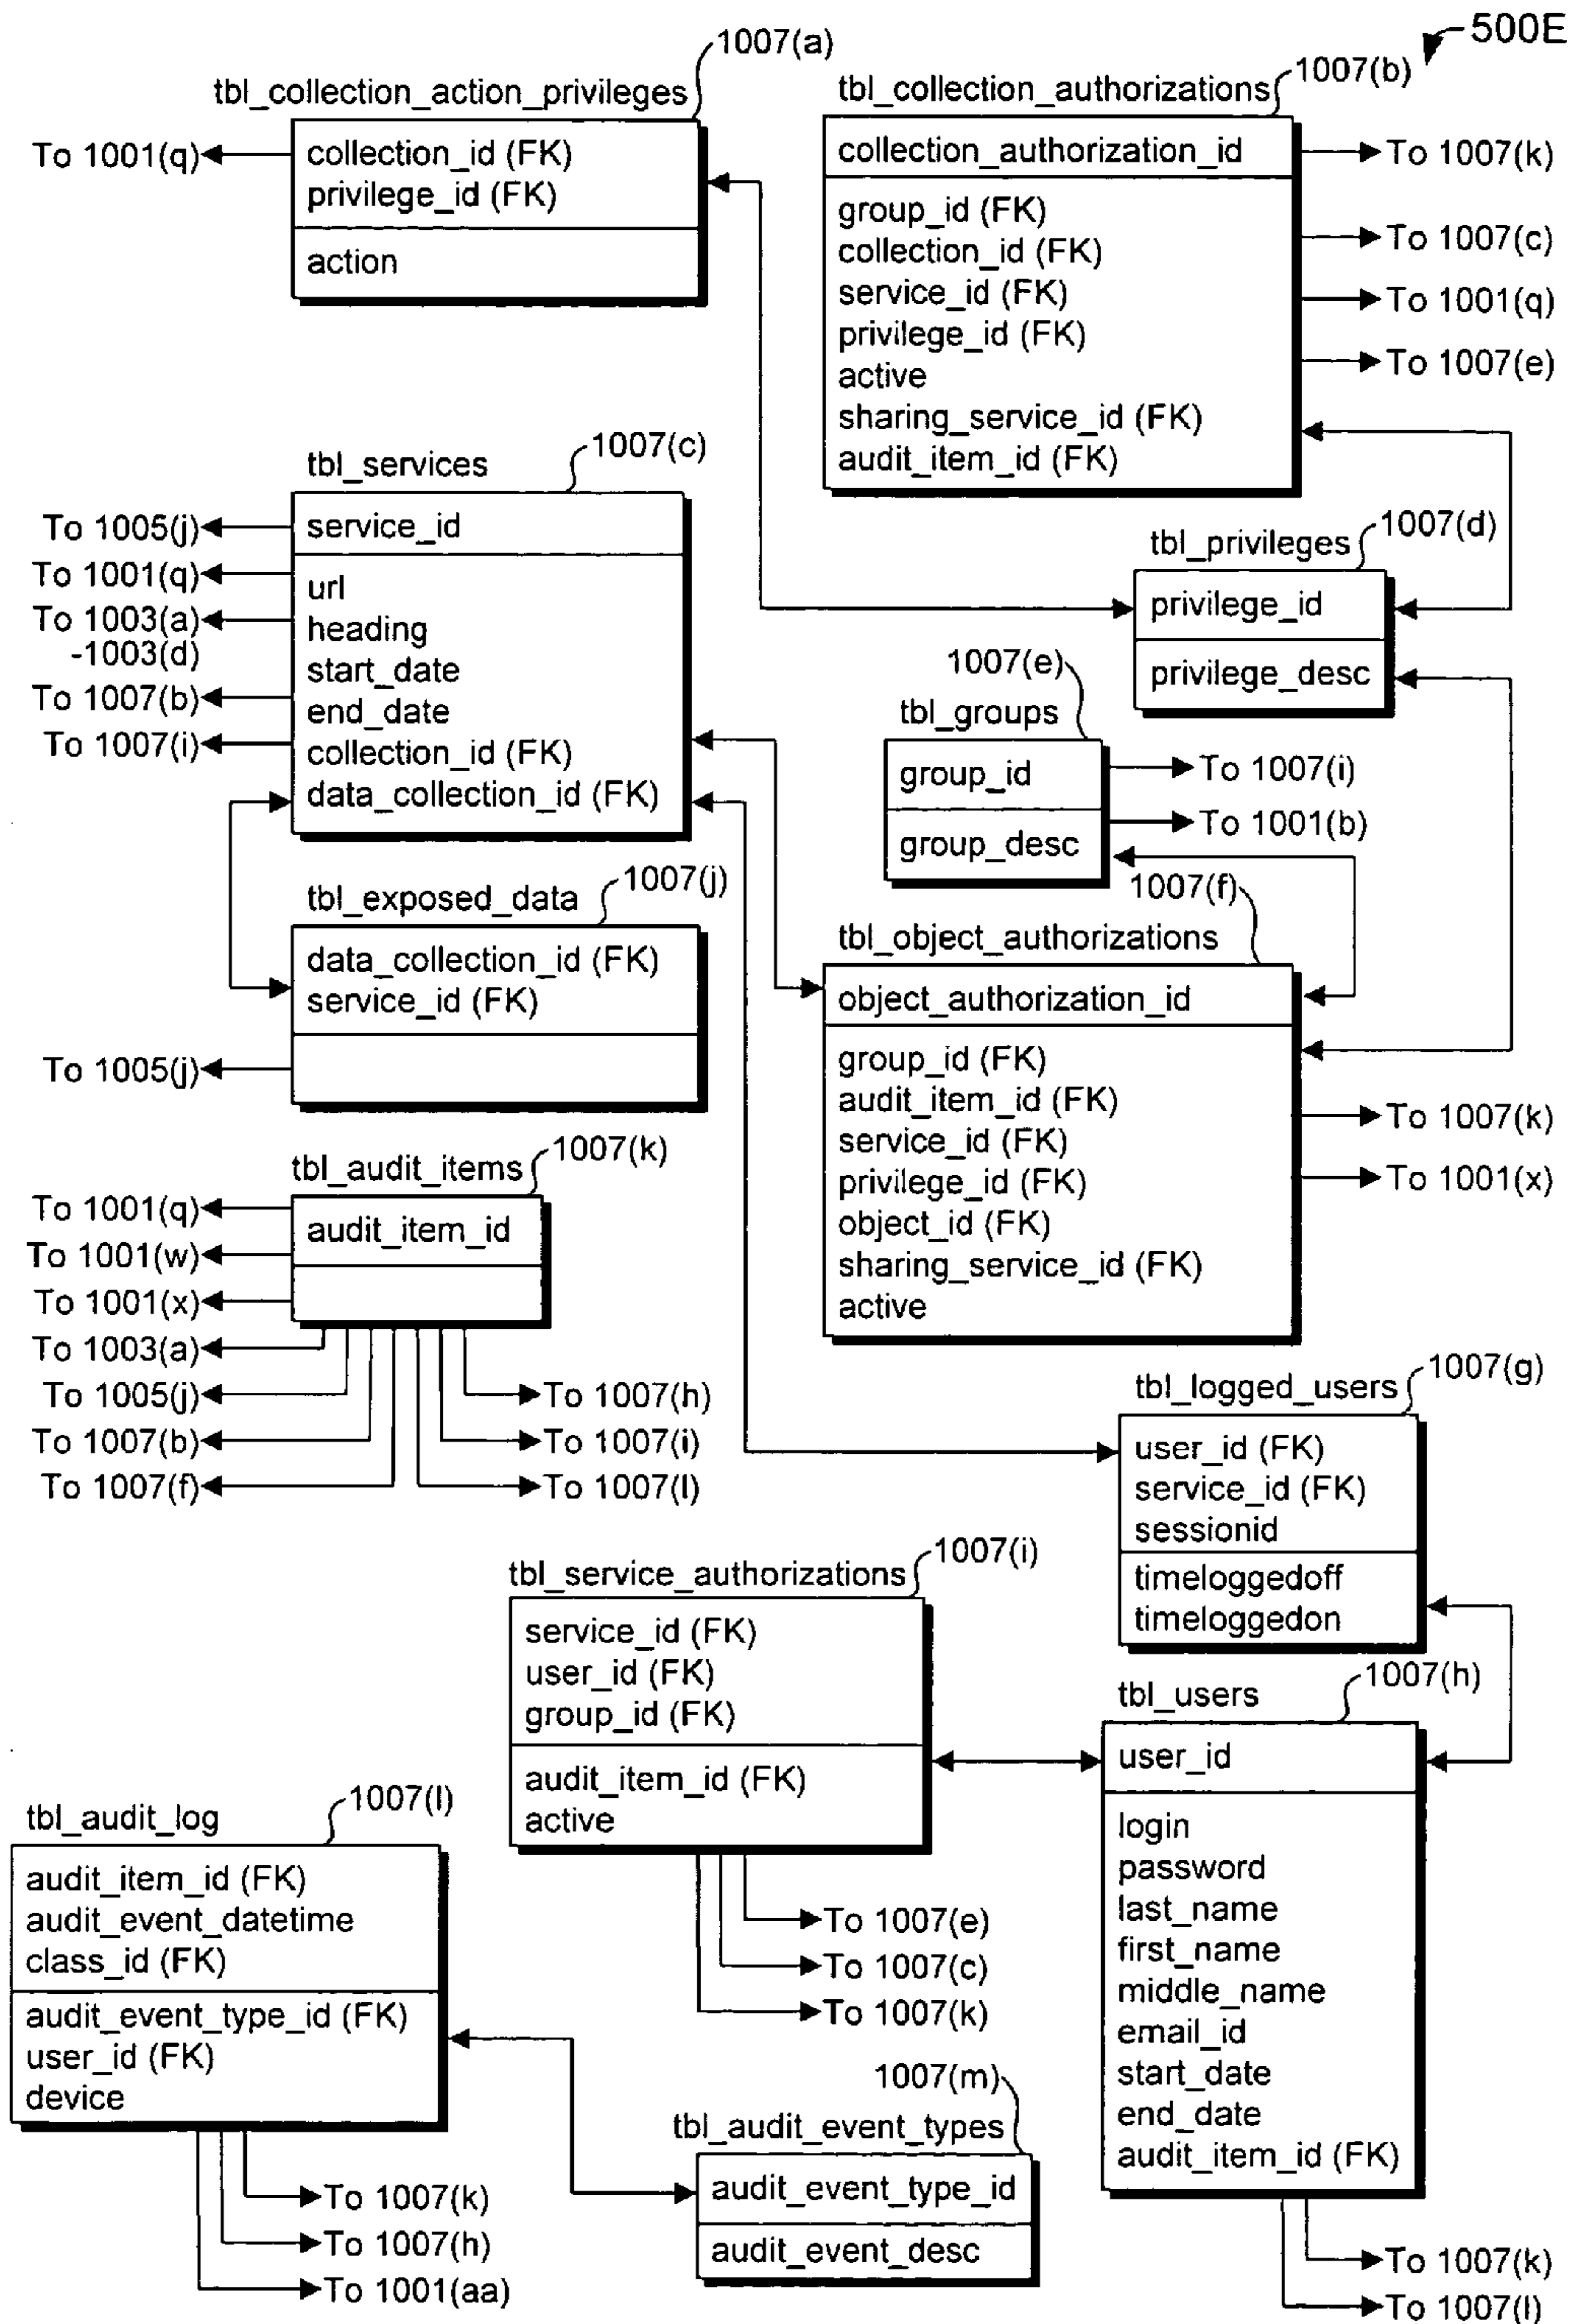 500E
1007(a)
tbl_collection_action_privileges
To 1001(q)
collection_id (FK)
privilege_id (FK)
action
1007(b)
tbl_collection_authorizations
collection_authorization_id
group_id (FK)
collection_id (FK)
service_id (FK)
privilege_id (FK)
active
sharing_service_id (FK)
audit_item_id (FK)
To 1007(k)
To 1007(c)
To 1001(q)
To 1007(e)
1007(c)
tbl_services
service_id
url
heading
start_date
end_date
collection_id (FK)
data_collection_id (FK)
To 1005(j)
To 1001(q)
To 1003(a)
-1003(d)
To 1007(b)
To 1007(i)
1007(d)
tbl_privileges
privilege_id
privilege_desc
1007(e)
tbl_groups
group_id
group_desc
To 1007(i)
To 1001(b)
1007(j)
tbl_exposed_data
data_collection_id (FK)
service_id (FK)
To 1005(j)
1007(f)
tbl_object_authorizations
object_authorization_id
group_id (FK)
audit_item_id (FK)
service_id (FK)
privilege_id (FK)
object_id (FK)
sharing_service_id (FK)
active
To 1007(k)
To 1001(x)
1007(k)
tbl_audit_items
audit_item_id
To 1001(q)
To 1001(w)
To 1001(x)
To 1003(a)
To 1005(j)
To 1007(b)
To 1007(f)
To 1007(h)
To 1007(i)
To 1007(l)
1007(g)
tbl_logged_users
user_id (FK)
service_id (FK)
sessionid
timeloggedoff
timeloggedon
1007(i)
tbl_service_authorizations
service_id (FK)
user_id (FK)
group_id (FK)
audit_item_id (FK)
active
To 1007(e)
To 1007(c)
To 1007(k)
1007(h)
tbl_users
user_id
login
password
last_name
first_name
middle_name
email_id
start_date
end_date
audit_item_id (FK)
To 1007(k)
To 1007(l)
1007(l)
tbl_audit_log
audit_item_id (FK)
audit_event_datetime
class_id (FK)
audit_event_type_id (FK)
user_id (FK)
device
To 1007(k)
To 1007(h)
To 1001(aa)
1007(m)
tbl_audit_event_types
audit_event_type_id
audit_event_desc